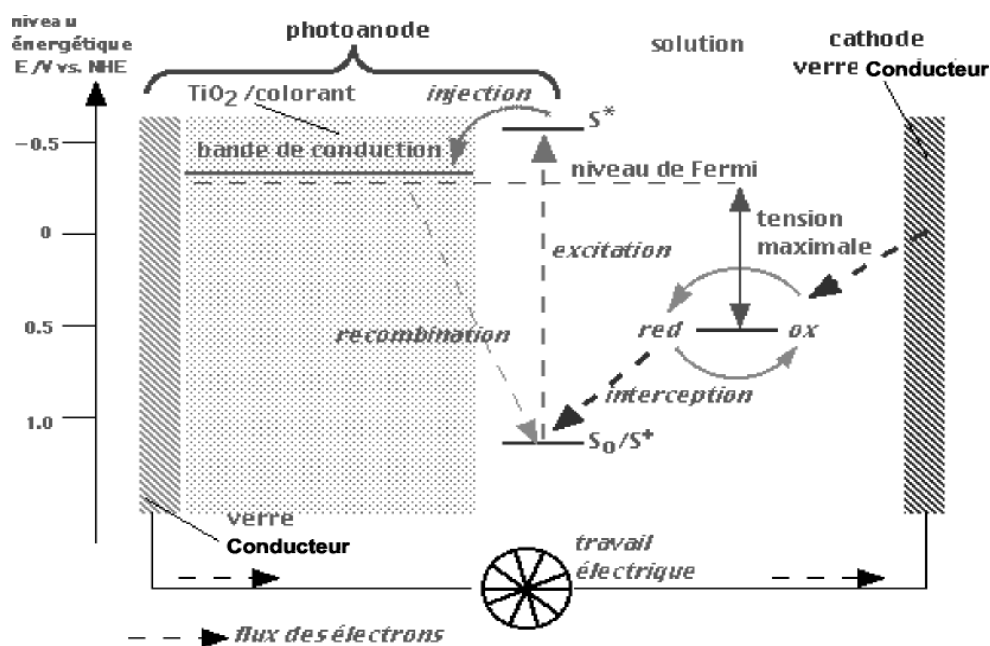 niveau
énergétique
E /V vs. NHE
photoanode
solution
cathode
verre Conducteur
TiO2 /colorant
injection
S*
-0.5
bande de conduction
niveau de Fermi
tension
maximale
0
excitation
recombination
red
ox
0.5
interception
1.0
S0/S+
verre
Conducteur
travail
électrique
flux des électrons